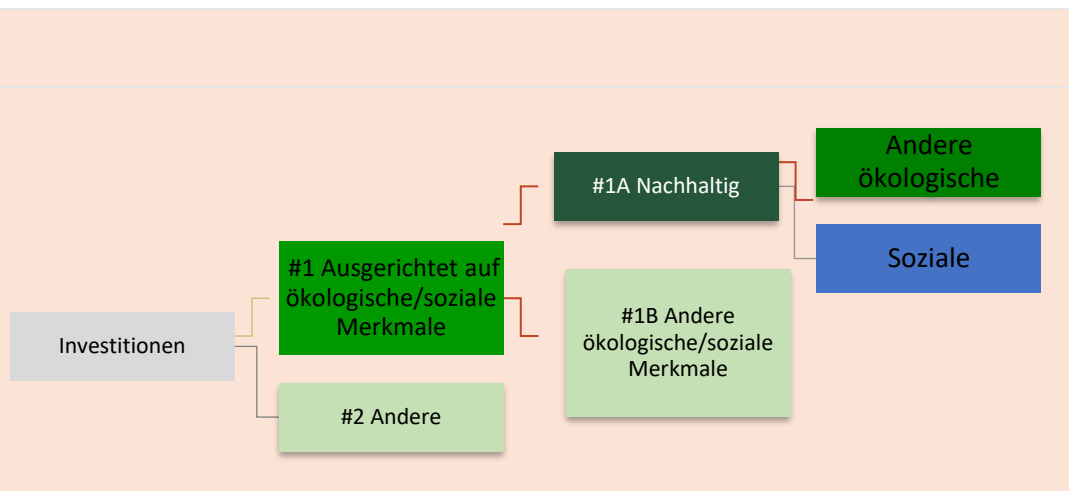 Investitionen
#1 Ausgerichtet auf
ökologische/soziale
Merkmale
#2 Andere
#1A Nachhaltig
#1B Andere
ökologische/soziale
Merkmale
Andere
ökologische
Soziale